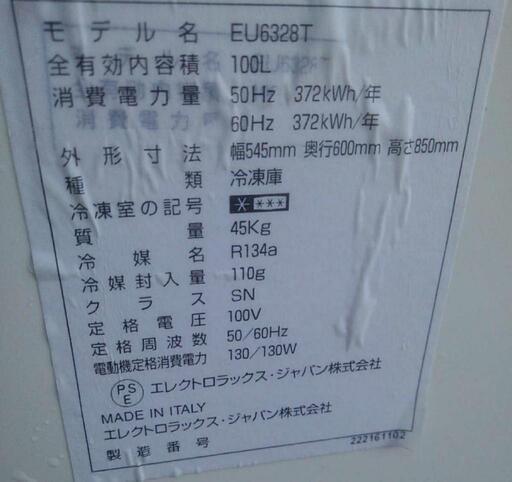 モデル名 EU6328T
全有効内容積 100L
消費電力量 50Hz 372kWh/年
60Hz 372kWh/年
外形寸法 幅545mm 奥行600mm 高さ850mm
種類 冷凍庫
冷凍室の記号 * ***
質量 45Kg
冷媒名 R134a
冷媒封入量 110g
クラス SN
定格電圧 100V
定格周波数 50/60Hz
電動機定格消費電力 130/130W
PS E エレクトロラックス・ジャパン株式会社
MADE IN ITALY
エレクトロラックス・ジャパン株式会社
製造番号
222161102